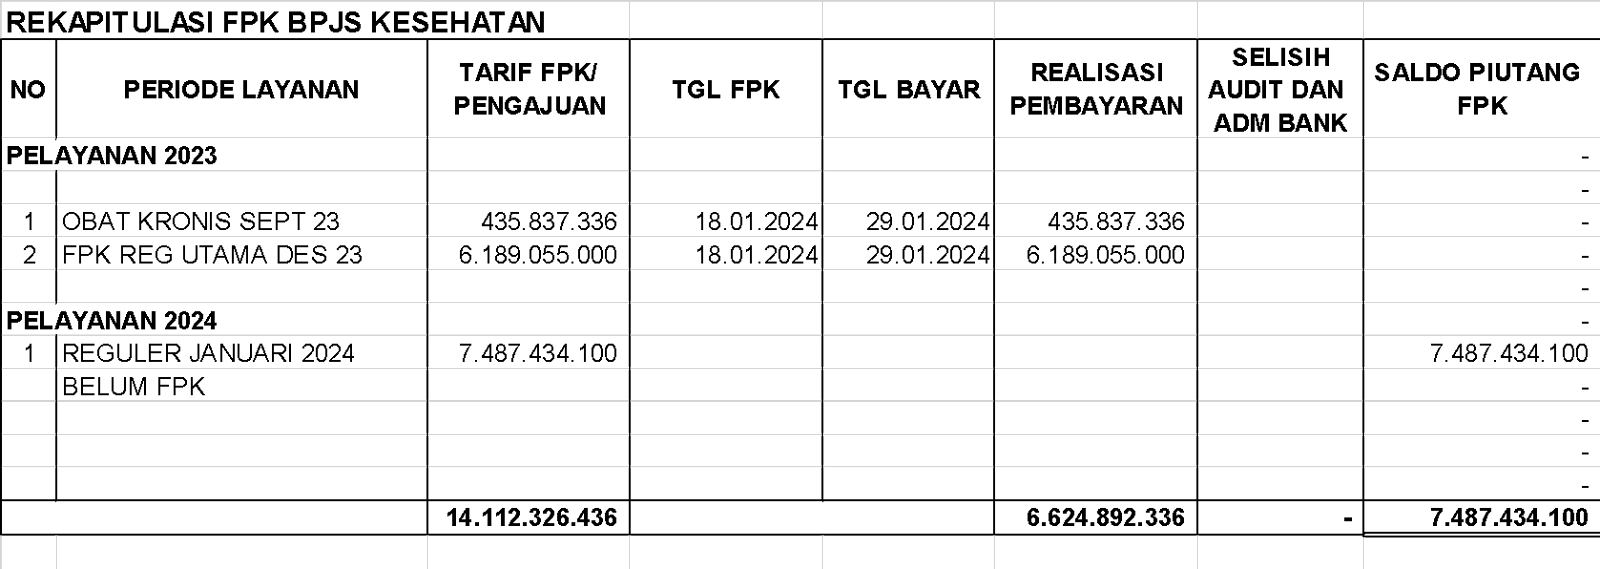 REKAPITULASI FPK BPJS KESEHATAN
NO PERIODE LAYANAN TARIF FPK/ PENGAJUAN TGL FPK TGL BAYAR REALISASI PEMBAYARAN SELISIH AUDIT DAN ADM BANK SALDO PIUTANG FPK
PELAYANAN 2023 -
-
1 OBAT KRONIS SEPT 23 435.837.336 18.01.2024 29.01.2024 435.837.336 -
2 FPK REG UTAMA DES 23 6.189.055.000 18.01.2024 29.01.2024 6.189.055.000 -
-
PELAYANAN 2024 -
1 REGULER JANUARI 2024 7.487.434.100 7.487.434.100
BELUM FPK -
-
-
-
14.112.326.436 6.624.892.336 - 7.487.434.100